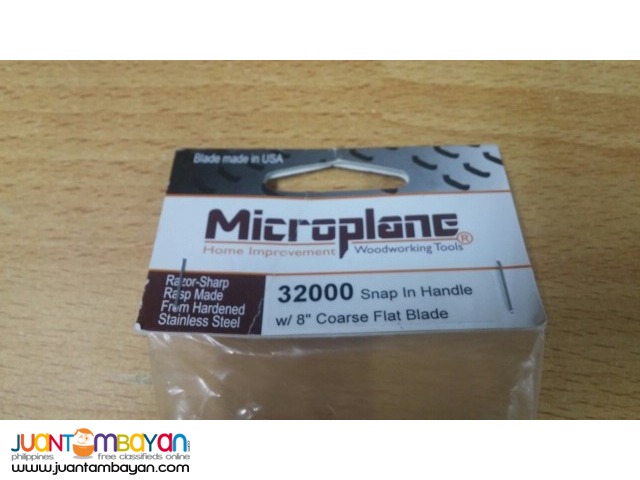 Blade made in USA
Microplane®
Home Improvement Woodworking Tools
Razor-Sharp
Rasp Made
From Hardened
Stainless Steel
32000 Snap In Handle
w/ 8" Coarse Flat Blade
JUANTAMBAYAN
philippines free classifieds online
www.juantambayan.com